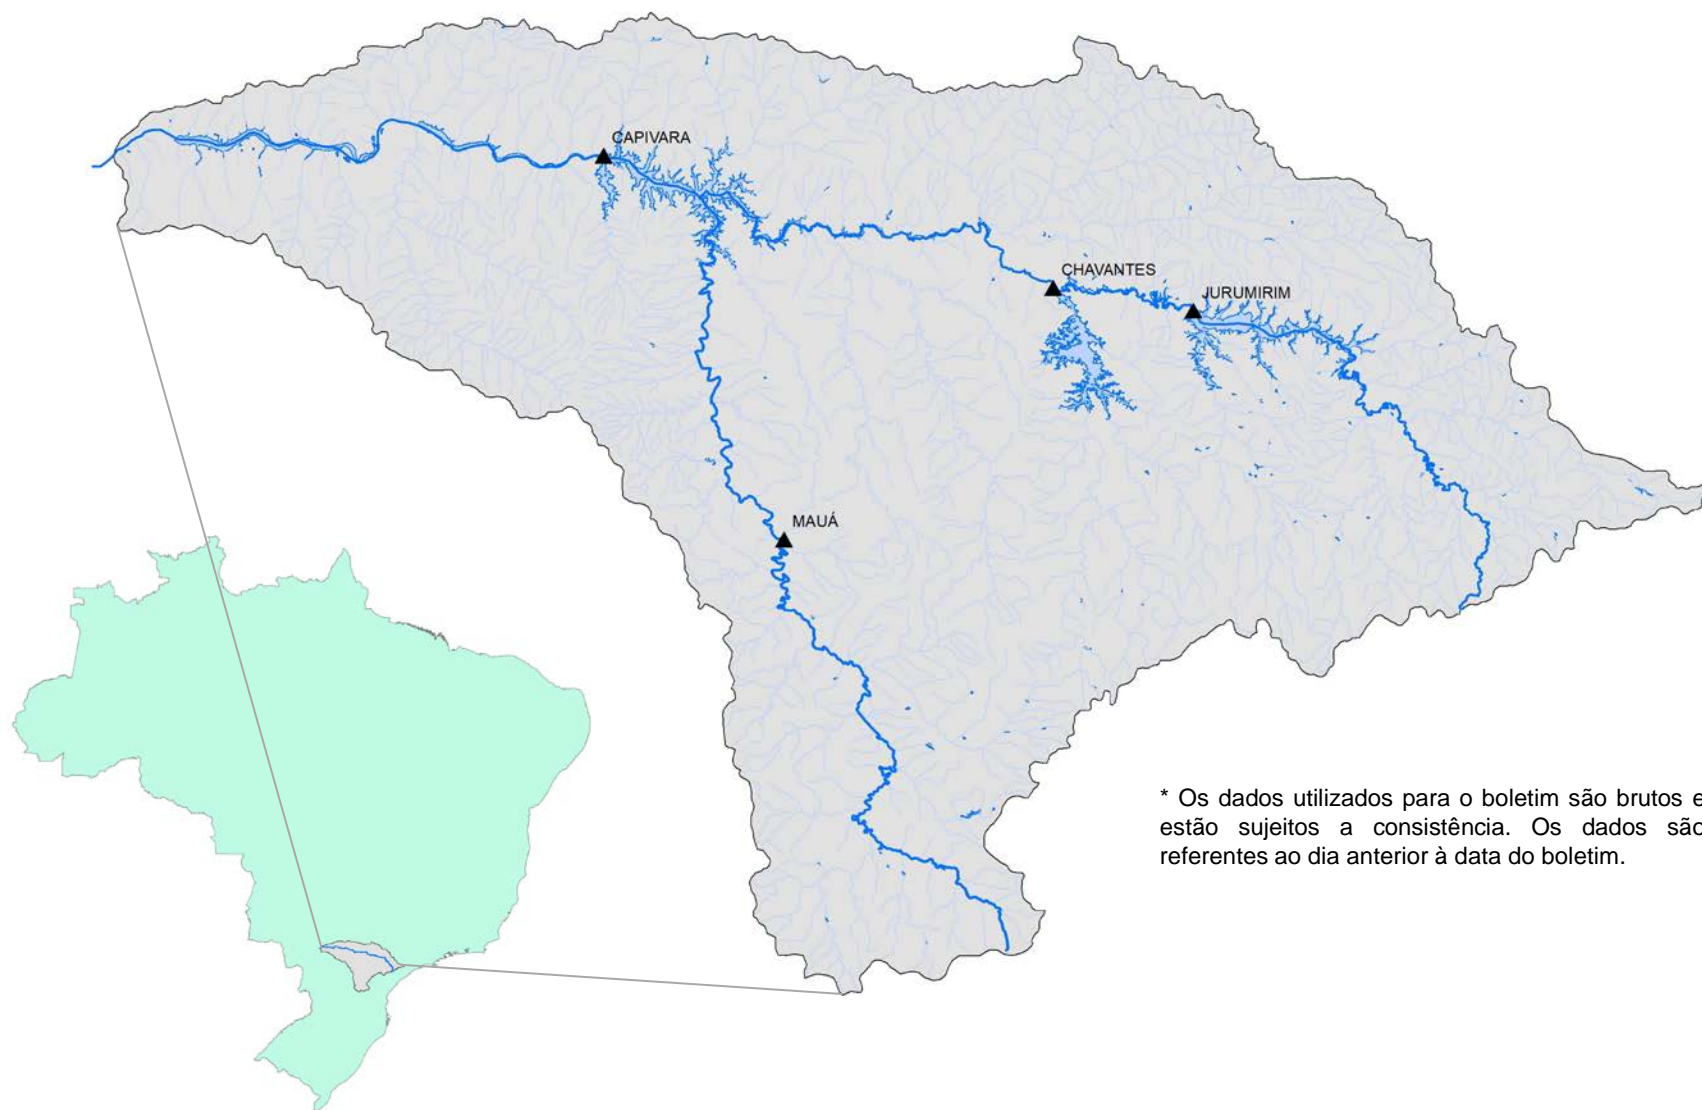 CAPIVARA
CHAVANTES
JURUMIRIM
MAUÁ
* Os dados utilizados para o boletim são brutos e
estão sujeitos a consistência. Os dados são
referentes ao dia anterior à data do boletim.